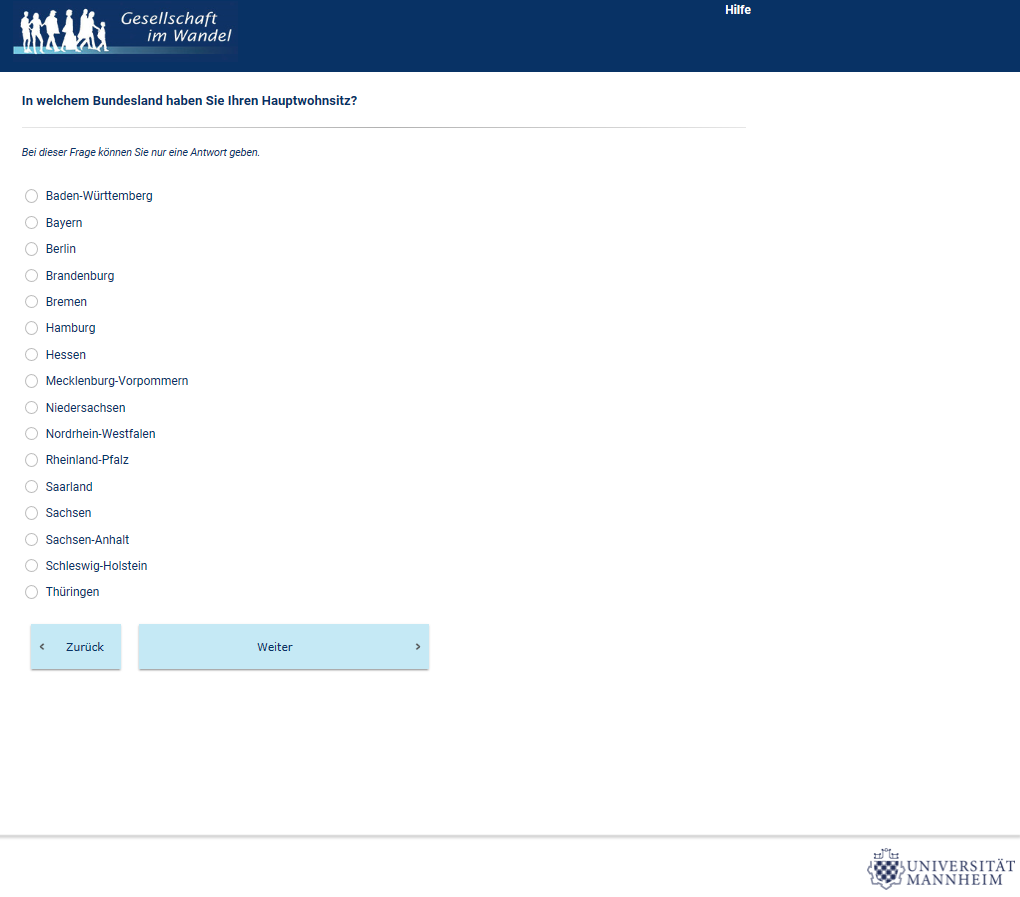 Gesellschaft
im Wandel
Hilfe
In welchem Bundesland haben Sie Ihren Hauptwohnsitz?
Bei dieser Frage können Sie nur eine Antwort geben.
Baden-Württemberg
Bayern
Berlin
Brandenburg
Bremen
Hamburg
Hessen
Mecklenburg-Vorpommern
Niedersachsen
Nordrhein-Westfalen
Rheinland-Pfalz
Saarland
Sachsen
Sachsen-Anhalt
Schleswig-Holstein
Thüringen
‹ Zurück Weiter ›
UNIVERSITÄT
MANNHEIM